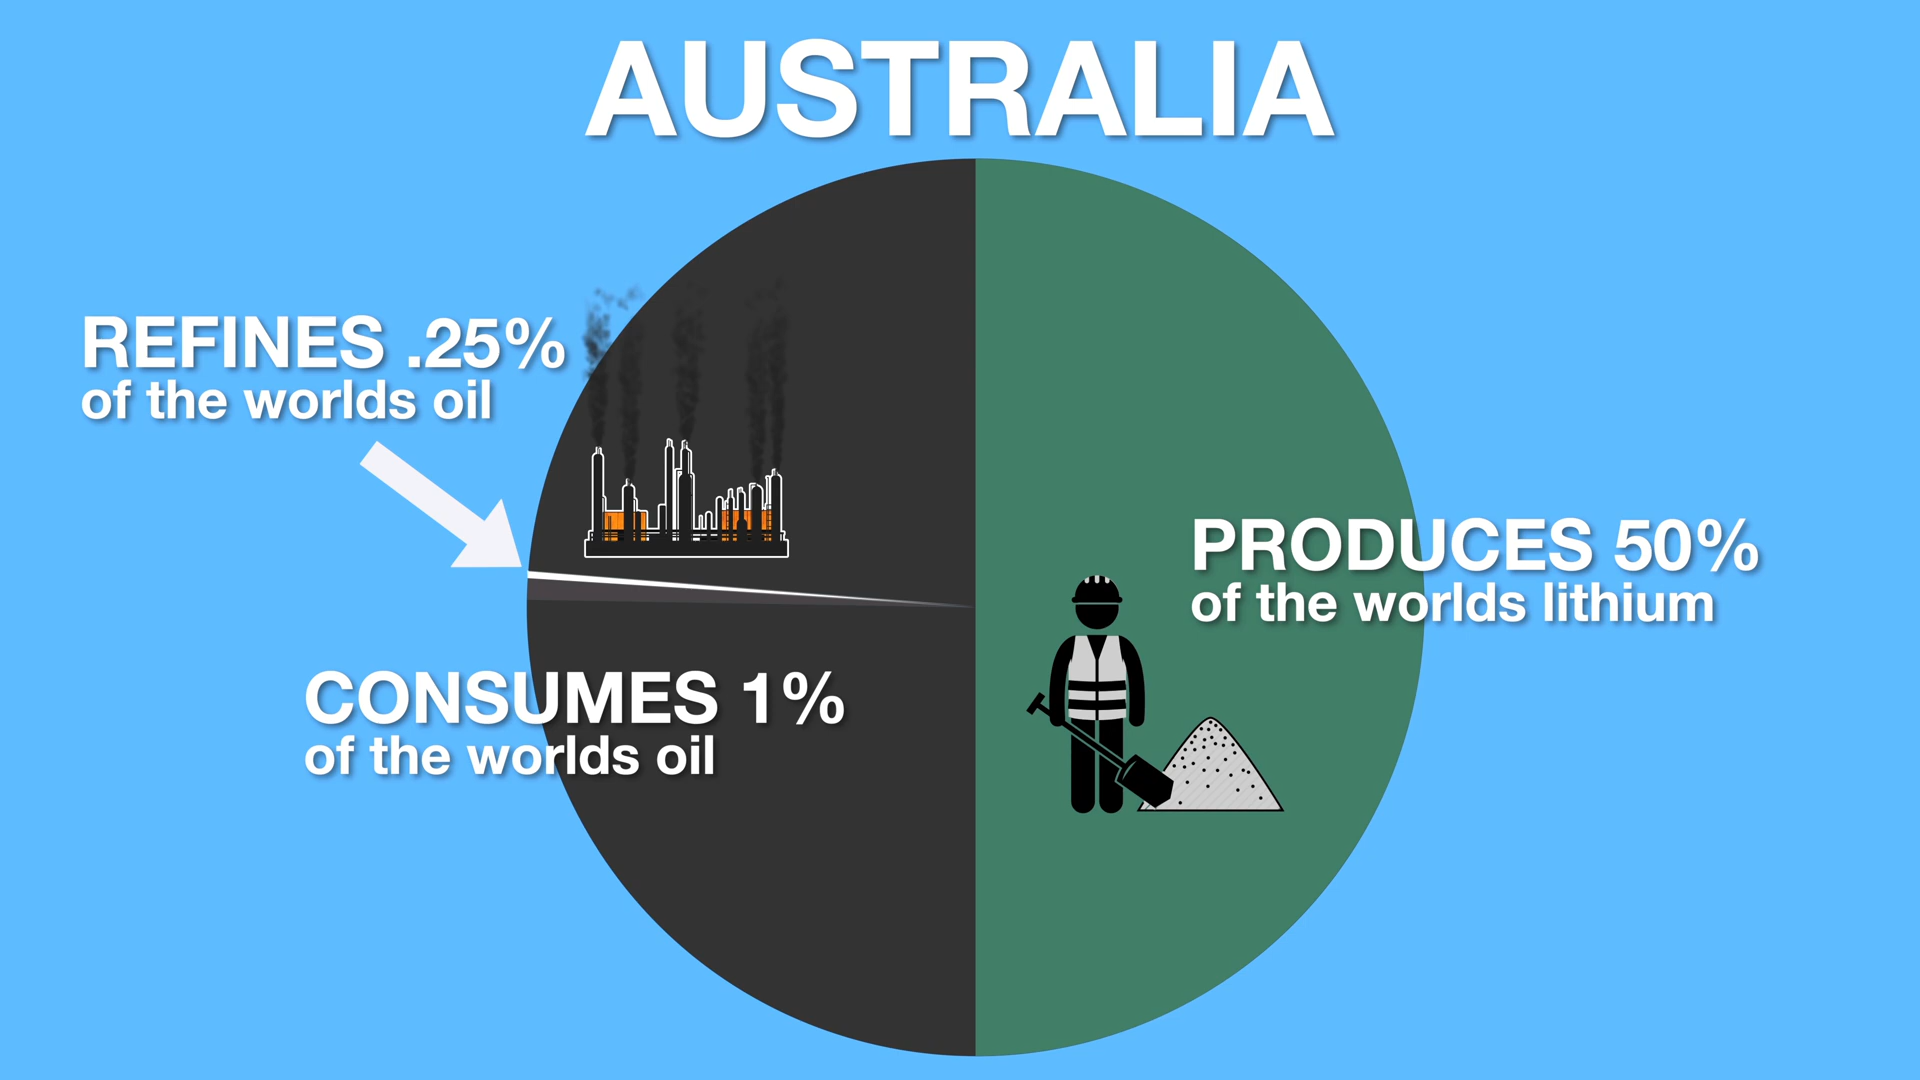 AUSTRALIA
REFINES .25%
of the worlds oil
PRODUCES 50%
of the worlds lithium
CONSUMES 1%
of the worlds oil